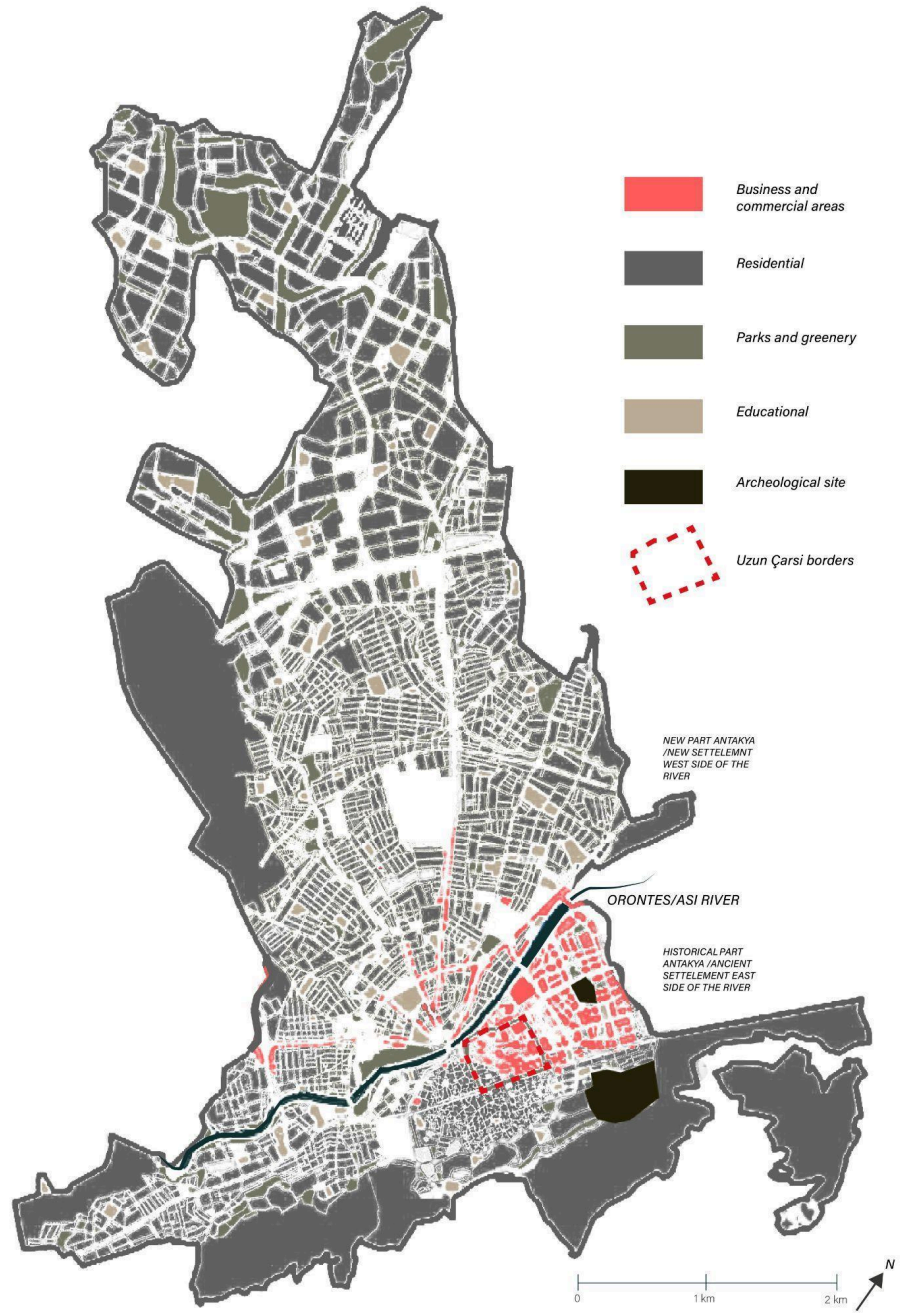 Business and
commercial areas
Residential
Parks and greenery
Educational
Archeological site
Uzun Çarsi borders
NEW PART ANTAKYA
/NEW SETTELEMNT
WEST SIDE OF THE
RIVER
ORONTES/ASI RIVER
HISTORICAL PART
ANTAKYA /ANCIENT
SETTELEMENT EAST
SIDE OF THE RIVER
N
0
1 km
2 km